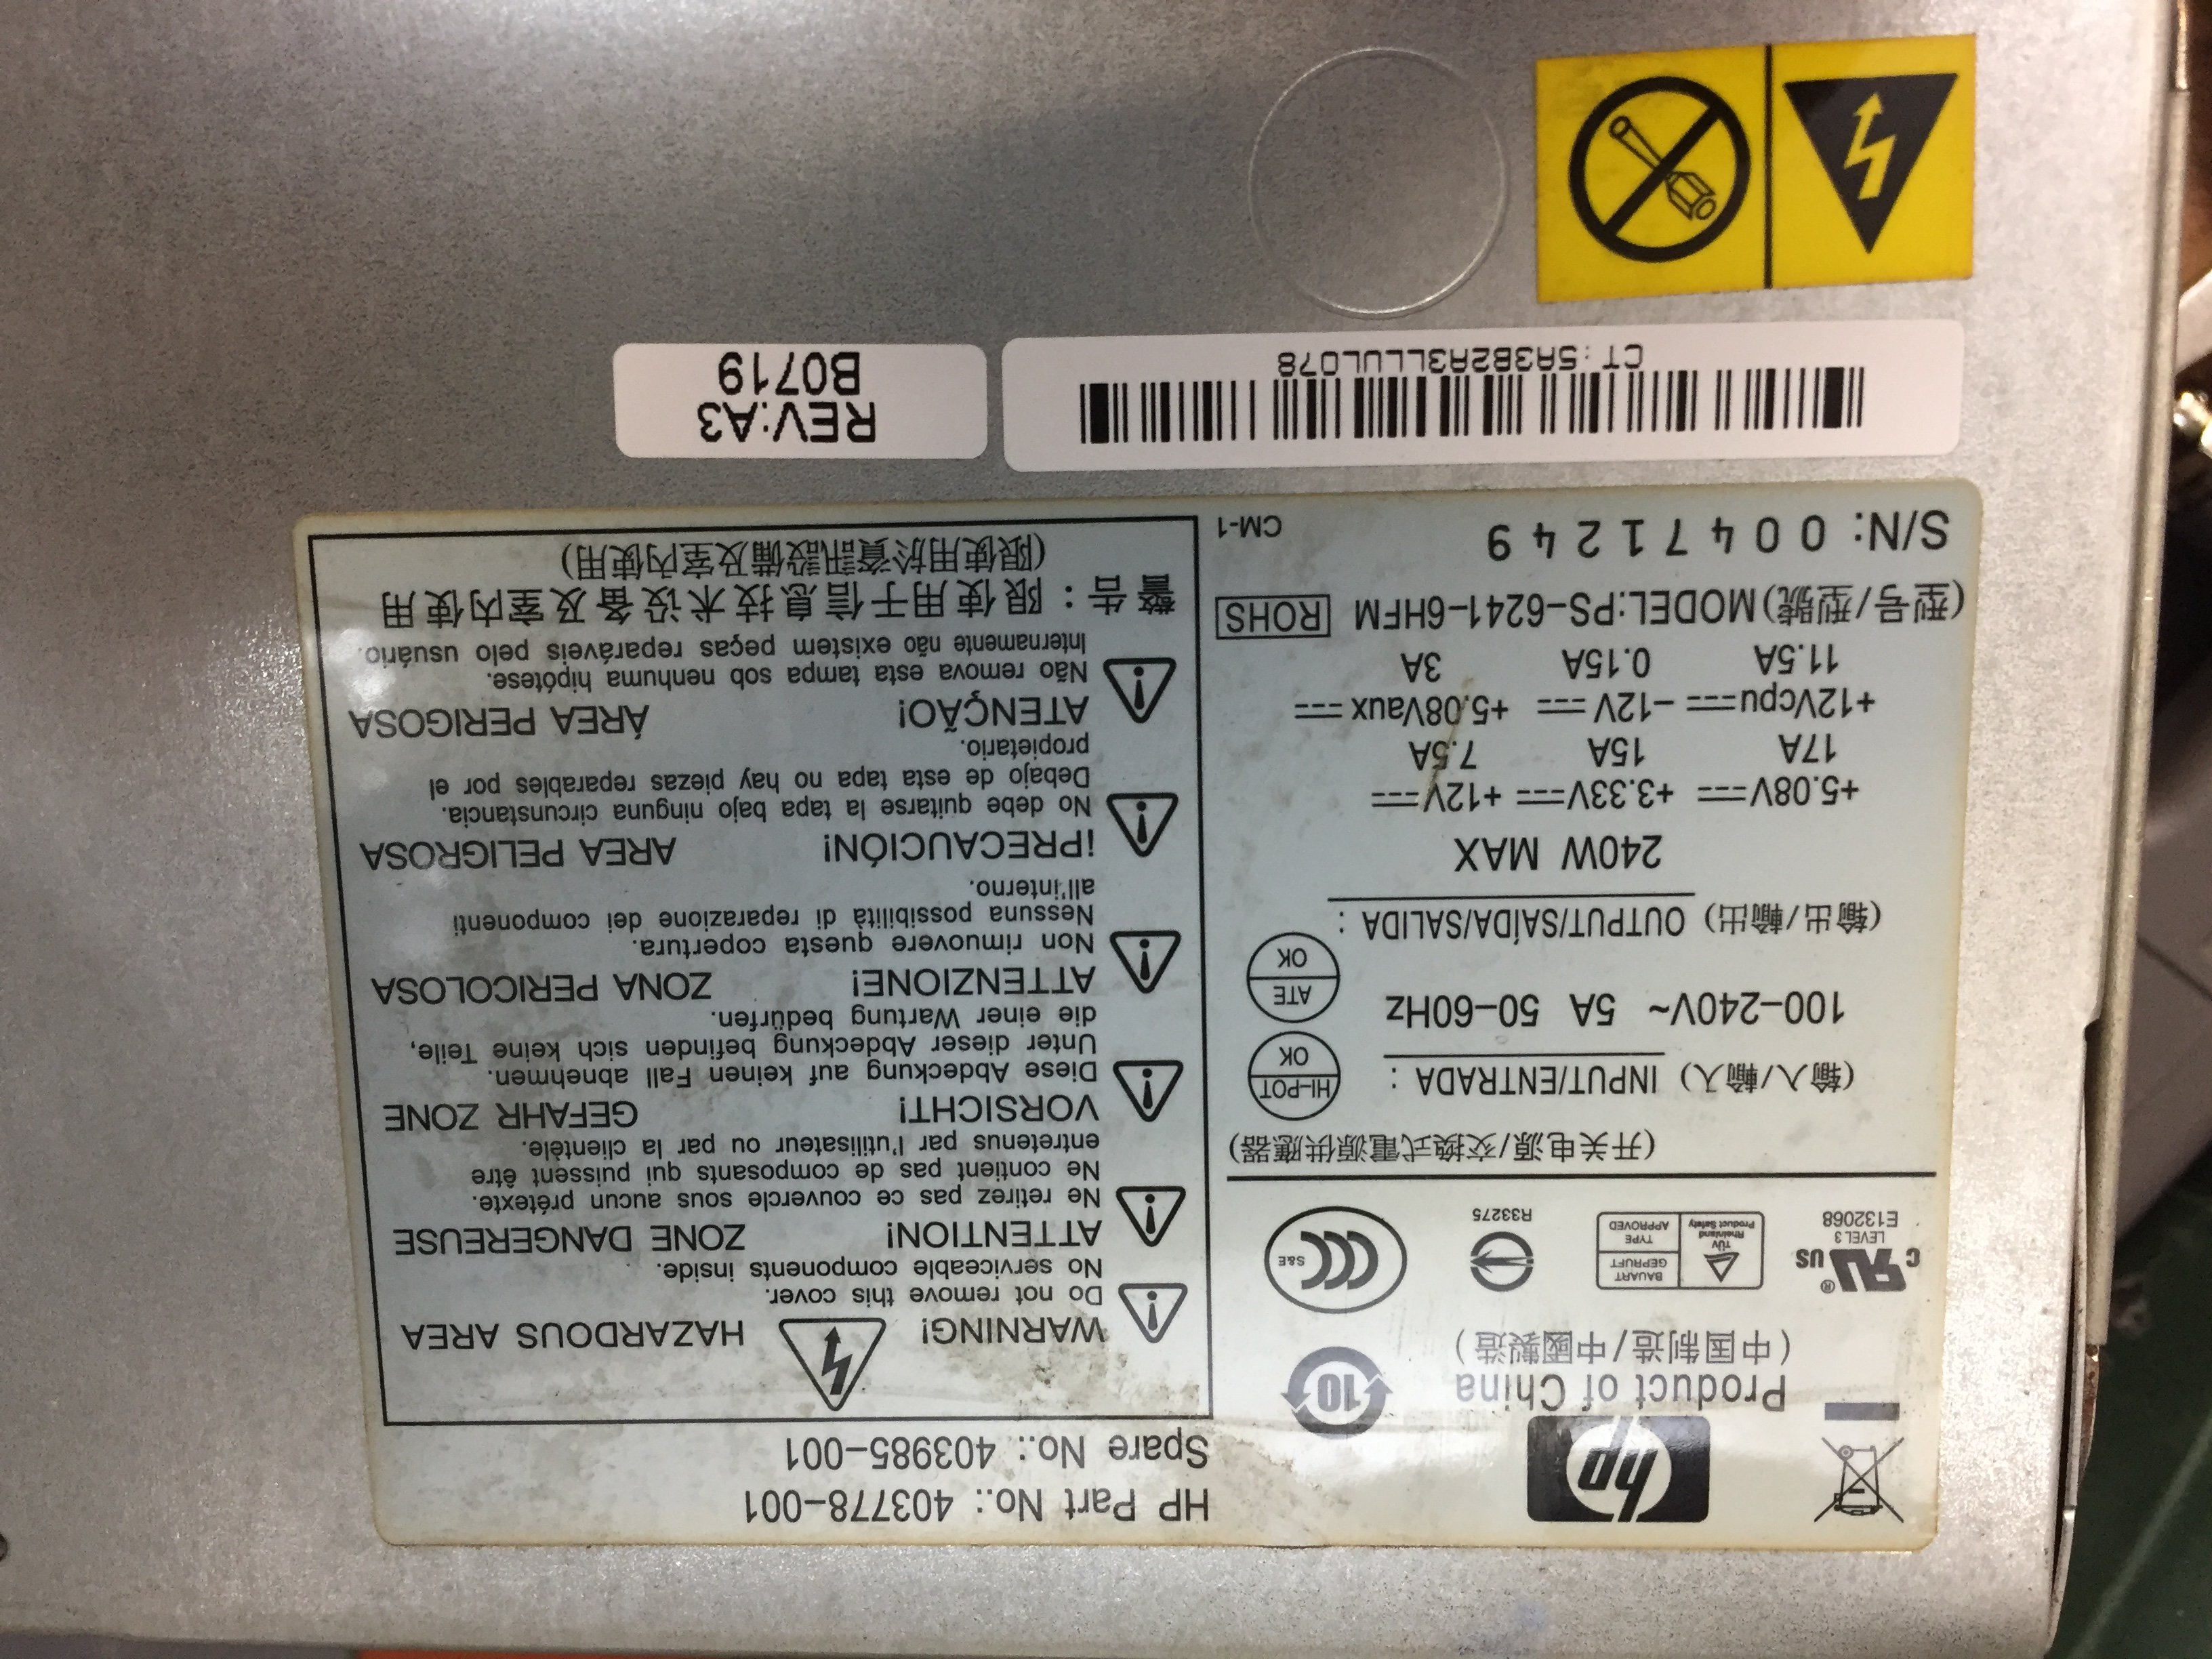 hp
Product of China
(中国制造/中國製造)
10
c UL US ®
LEVEL 3
E132068
TÜV
Rheinland
Product Safety
BAUART
GEPRÜFT
TYPE
APPROVED
R33275
CCC
S&E
(开关电源/交換式電源供應器)
(输入/輸入) INPUT/ENTRADA :
100–240V~ 5A 50–60Hz
HI–POT
OK
ATE
OK
(输出/輸出) OUTPUT/SAÍDA/SALIDA :
240W MAX
+5.08V +3.33V +12V
17A 15A 7.5A
+12Vcpu –12V +5.08Vaux
11.5A 0.15A 3A
(型号/型號)MODEL:PS–6241–6HFM ROHS
S/N: 00471249 CM-1
HP Part No.: 403778–001
Spare No.: 403985–001
WARNING! HAZARDOUS AREA
Do not remove this cover.
No serviceable components inside.
ATTENTION! ZONE DANGEREUSE
Ne retirez pas ce couvercle sous aucun prétexte.
Ne contient pas de composants qui puissent être
entretenus par l'utilisateur ou par la clientèle.
VORSICHT! GEFAHR ZONE
Diese Abdeckung auf keinen Fall abnehmen.
Unter dieser Abdeckung befinden sich keine Teile,
die einer Wartung bedürfen.
ATTENZIONE! ZONA PERICOLOSA
Non rimuovere questa copertura.
Nessuna possibilità di reparazione dei componenti
all'interno.
¡PRECAUCIÓN! AREA PELIGROSA
No debe quitarse la tapa bajo ninguna circunstancia.
Debajo de esta tapa no hay piezas reparables por el
propietario.
ATENÇÃO! ÁREA PERIGOSA
Não remova esta tampa sob nenhuma hipótese.
Internamente não existem peças reparáveis pelo usuário.
警告：限使用于信息技术设备及室内使用
(限使用於資訊設備及室內使用)
CT:5A3B2A3LLUL078
REV:A3
B0719